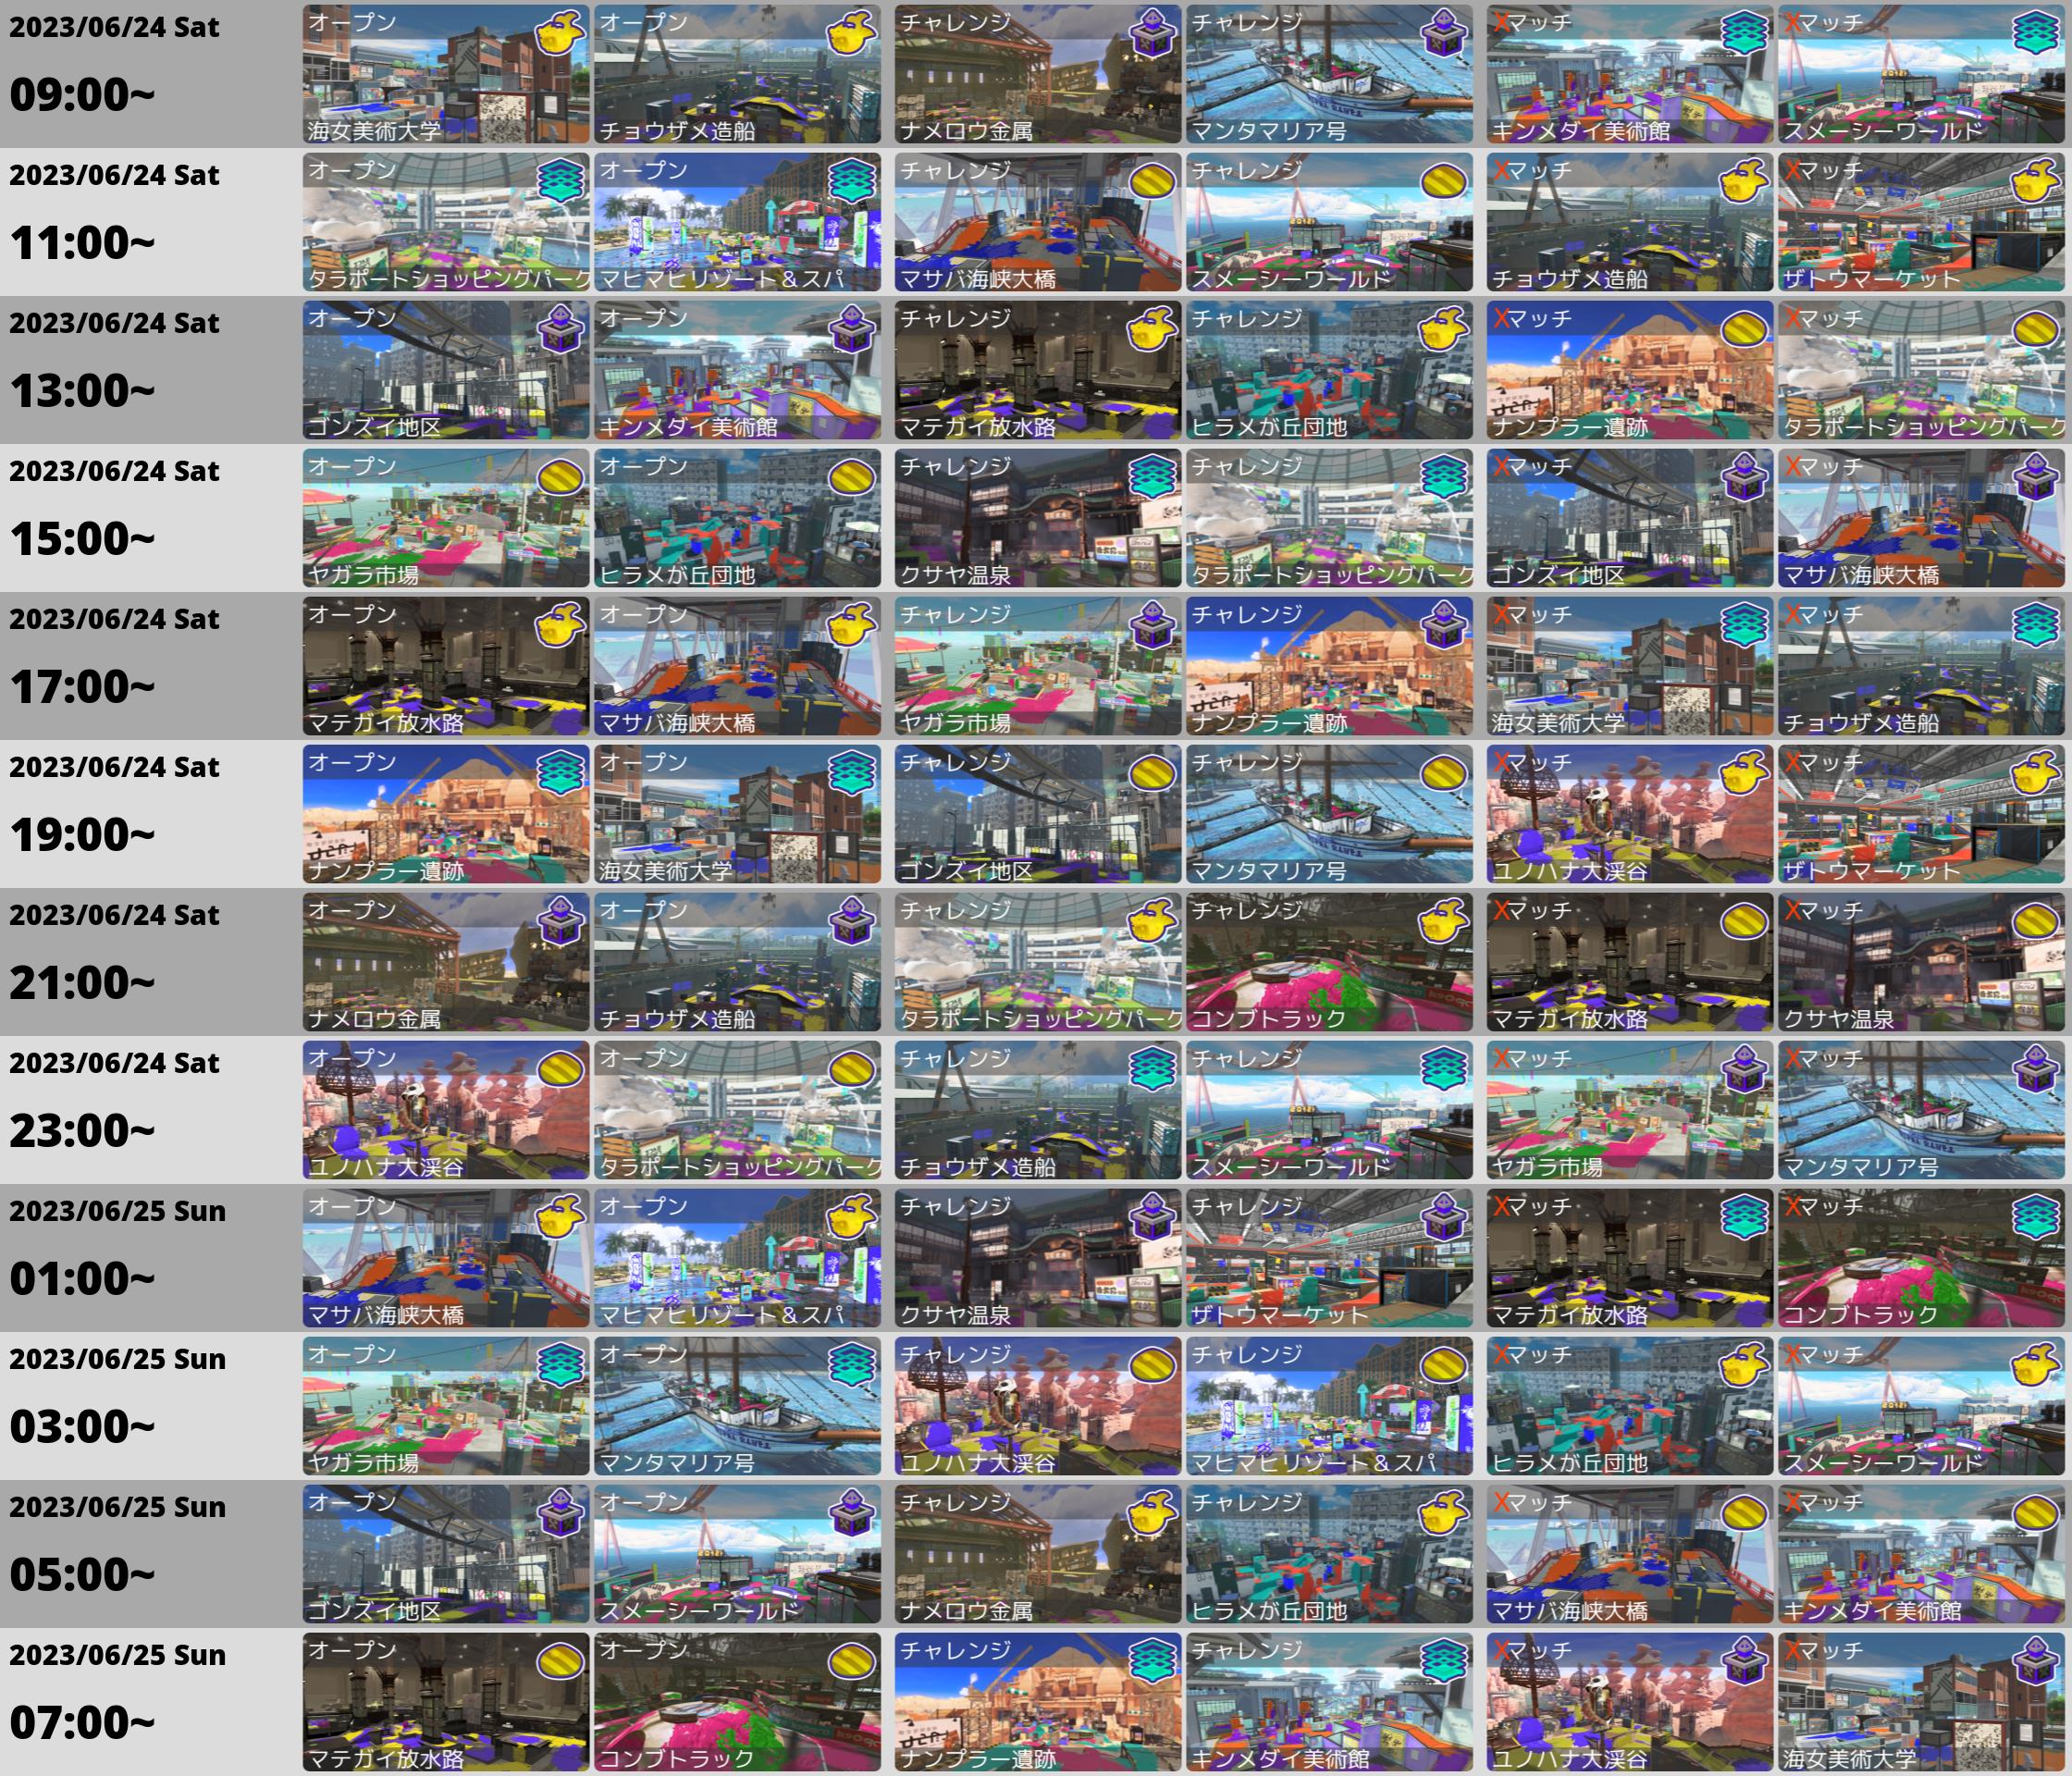 2023/06/24 Sat
09:00~
オープン
海女美術大学
オープン
チョウザメ造船
チャレンジ
ナメロウ金属
チャレンジ
マンタマリア号
Xマッチ
キンメダイ美術館
Xマッチ
スメーシーワールド
2023/06/24 Sat
11:00~
オープン
タラポートショッピングパーク
オープン
マヒマヒリゾート&スパ
チャレンジ
マサバ海峡大橋
チャレンジ
スメーシーワールド
Xマッチ
チョウザメ造船
Xマッチ
ザトウマーケット
2023/06/24 Sat
13:00~
オープン
ゴンズイ地区
オープン
キンメダイ美術館
チャレンジ
マテガイ放水路
チャレンジ
ヒラメが丘団地
Xマッチ
ナンプラー遺跡
Xマッチ
タラポートショッピングパーク
2023/06/24 Sat
15:00~
オープン
ヤガラ市場
オープン
ヒラメが丘団地
チャレンジ
クサヤ温泉
チャレンジ
タラポートショッピングパーク
Xマッチ
ゴンズイ地区
Xマッチ
マサバ海峡大橋
2023/06/24 Sat
17:00~
オープン
マテガイ放水路
オープン
マサバ海峡大橋
チャレンジ
ヤガラ市場
チャレンジ
ナンプラー遺跡
Xマッチ
海女美術大学
Xマッチ
チョウザメ造船
2023/06/24 Sat
19:00~
オープン
ナンプラー遺跡
オープン
海女美術大学
チャレンジ
ゴンズイ地区
チャレンジ
マンタマリア号
Xマッチ
ユノハナ大渓谷
Xマッチ
ザトウマーケット
2023/06/24 Sat
21:00~
オープン
ナメロウ金属
オープン
チョウザメ造船
チャレンジ
タラポートショッピングパーク
チャレンジ
コンブトラック
Xマッチ
マテガイ放水路
Xマッチ
クサヤ温泉
2023/06/24 Sat
23:00~
オープン
ユノハナ大渓谷
オープン
タラポートショッピングパーク
チャレンジ
チョウザメ造船
チャレンジ
スメーシーワールド
Xマッチ
ヤガラ市場
Xマッチ
マンタマリア号
2023/06/25 Sun
01:00~
オープン
マサバ海峡大橋
オープン
マヒマヒリゾート&スパ
チャレンジ
クサヤ温泉
チャレンジ
ザトウマーケット
Xマッチ
マテガイ放水路
Xマッチ
コンブトラック
2023/06/25 Sun
03:00~
オープン
ヤガラ市場
オープン
マンタマリア号
チャレンジ
ユノハナ大渓谷
チャレンジ
マヒマヒリゾート&スパ
Xマッチ
ヒラメが丘団地
Xマッチ
スメーシーワールド
2023/06/25 Sun
05:00~
オープン
ゴンズイ地区
オープン
スメーシーワールド
チャレンジ
ナメロウ金属
チャレンジ
ヒラメが丘団地
Xマッチ
マサバ海峡大橋
Xマッチ
キンメダイ美術館
2023/06/25 Sun
07:00~
オープン
マテガイ放水路
オープン
コンブトラック
チャレンジ
ナンプラー遺跡
チャレンジ
キンメダイ美術館
Xマッチ
ユノハナ大渓谷
Xマッチ
海女美術大学